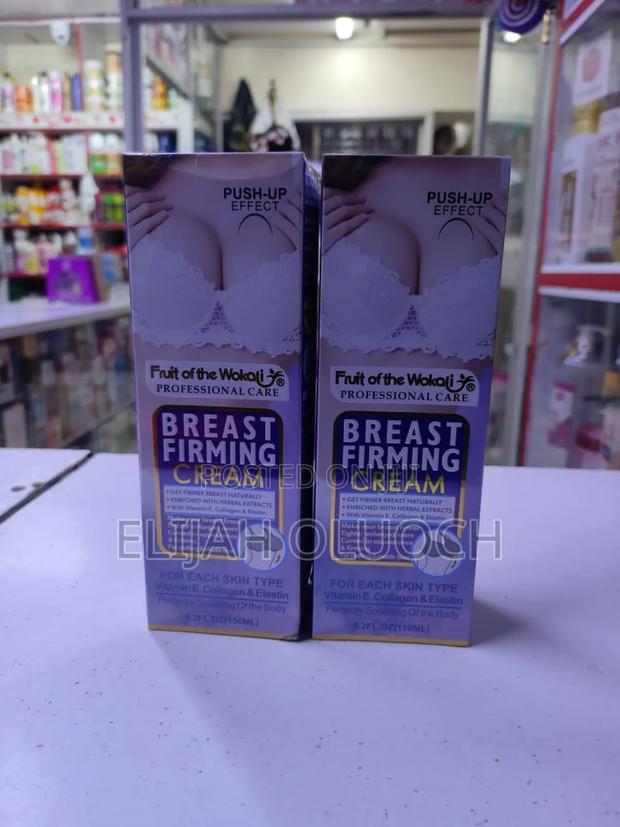 PUSH-UP
EFFECT
Fruit of the Wokali ®
PROFESSIONAL CARE
BREAST
FIRMING
CREAM
• GET FIRMER BREAST NATURALLY
• ENRICHED WITH HERBAL EXTRACTS
• With Vitamin E, Collagen & Elastin
FOR EACH SKIN TYPE
Vitamin E, Collagen & Elastin
Perfectly Sculpting Of the Body
5.2FL.OZ(150ML)
PUSH-UP
EFFECT
Fruit of the Wokali ®
PROFESSIONAL CARE
BREAST
FIRMING
CREAM
• GET FIRMER BREAST NATURALLY
• ENRICHED WITH HERBAL EXTRACTS
• With Vitamin E, Collagen & Elastin
FOR EACH SKIN TYPE
Vitamin E, Collagen & Elastin
Perfectly Sculpting Of the Body
5.2FL.OZ(150ML)
ELIJAH OLUOCH